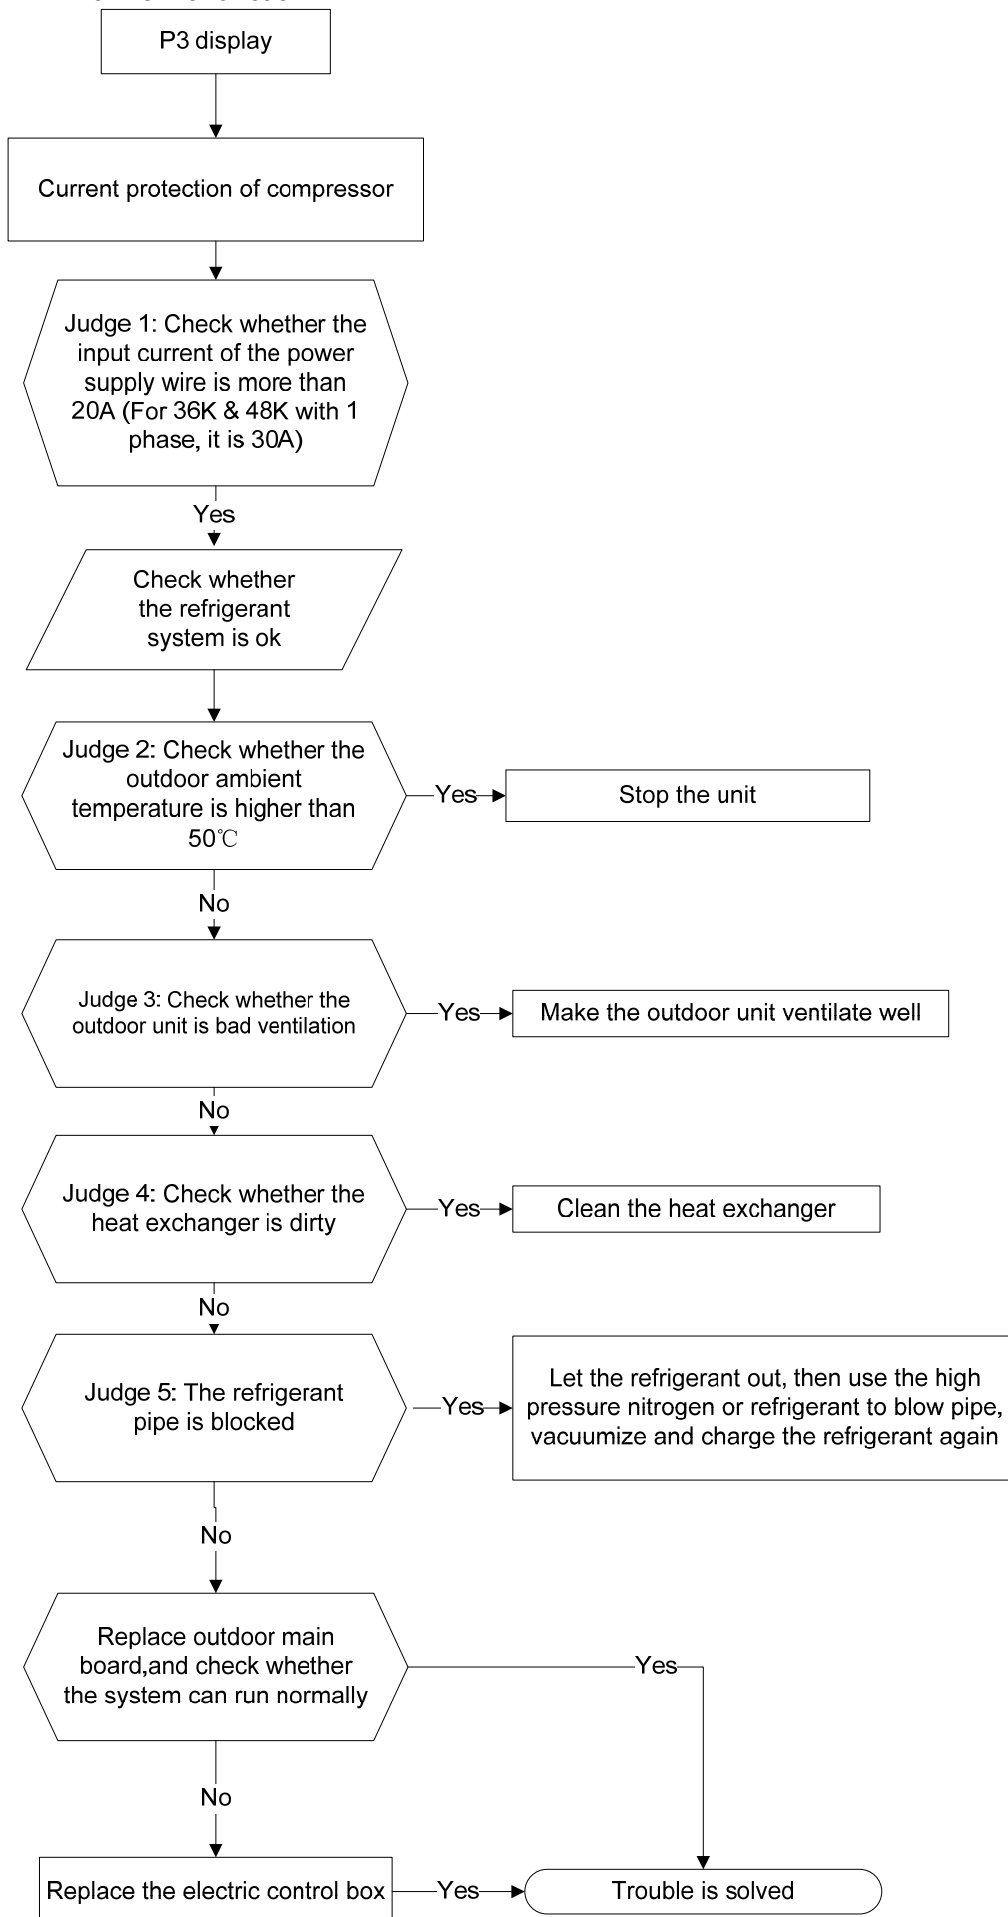 P3 display
Current protection of compressor
Judge 1: Check whether the
input current of the power
supply wire is more than
20A (For 36K & 48K with 1
phase, it is 30A)
Yes
Check whether
the refrigerant
system is ok
Judge 2: Check whether the
outdoor ambient
temperature is higher than
50℃
Yes
Stop the unit
No
Judge 3: Check whether the
outdoor unit is bad ventilation
Yes
Make the outdoor unit ventilate well
No
Judge 4: Check whether the
heat exchanger is dirty
Yes
Clean the heat exchanger
No
Judge 5: The refrigerant
pipe is blocked
Yes
Let the refrigerant out, then use the high
pressure nitrogen or refrigerant to blow pipe,
vacuumize and charge the refrigerant again
No
Replace outdoor main
board,and check whether
the system can run normally
Yes
No
Replace the electric control box
Yes
Trouble is solved